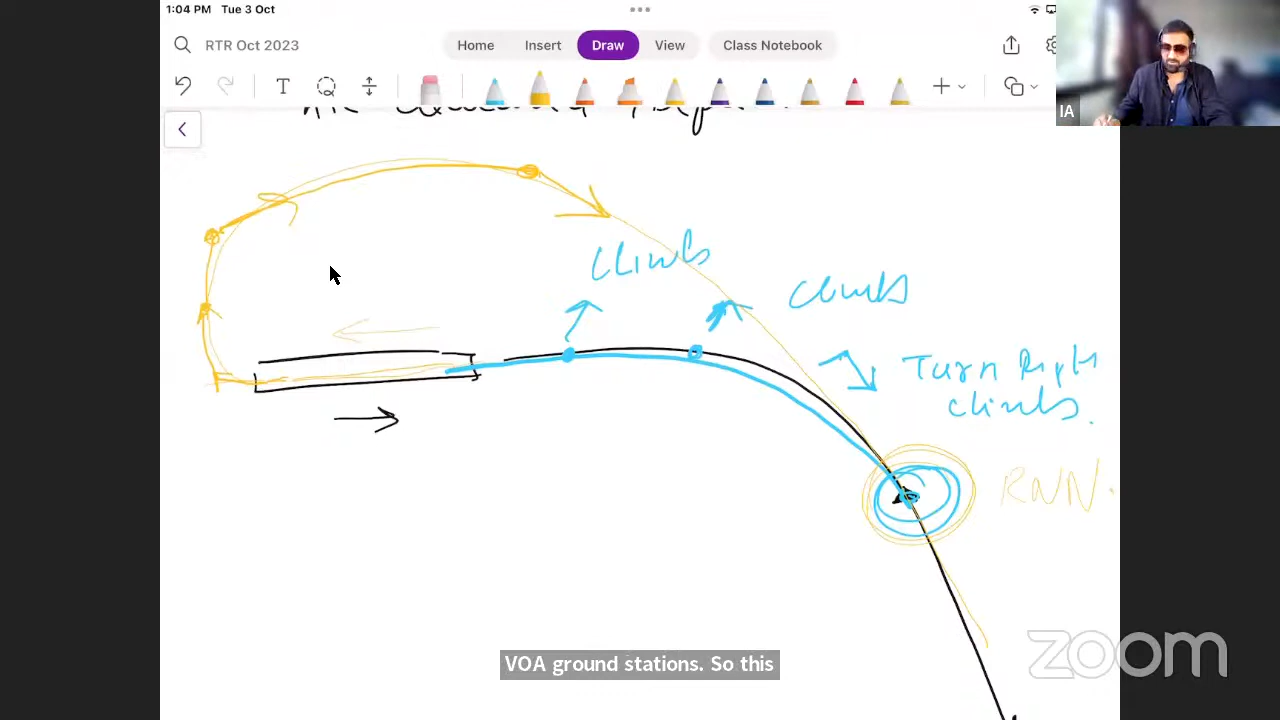 1:04 PM Tue 3 Oct
RTR Oct 2023
Home Insert Draw View Class Notebook
T
IA
Climb
Climb
Turn Right
Climb.
RNN.
VOA ground stations. So this
zoom